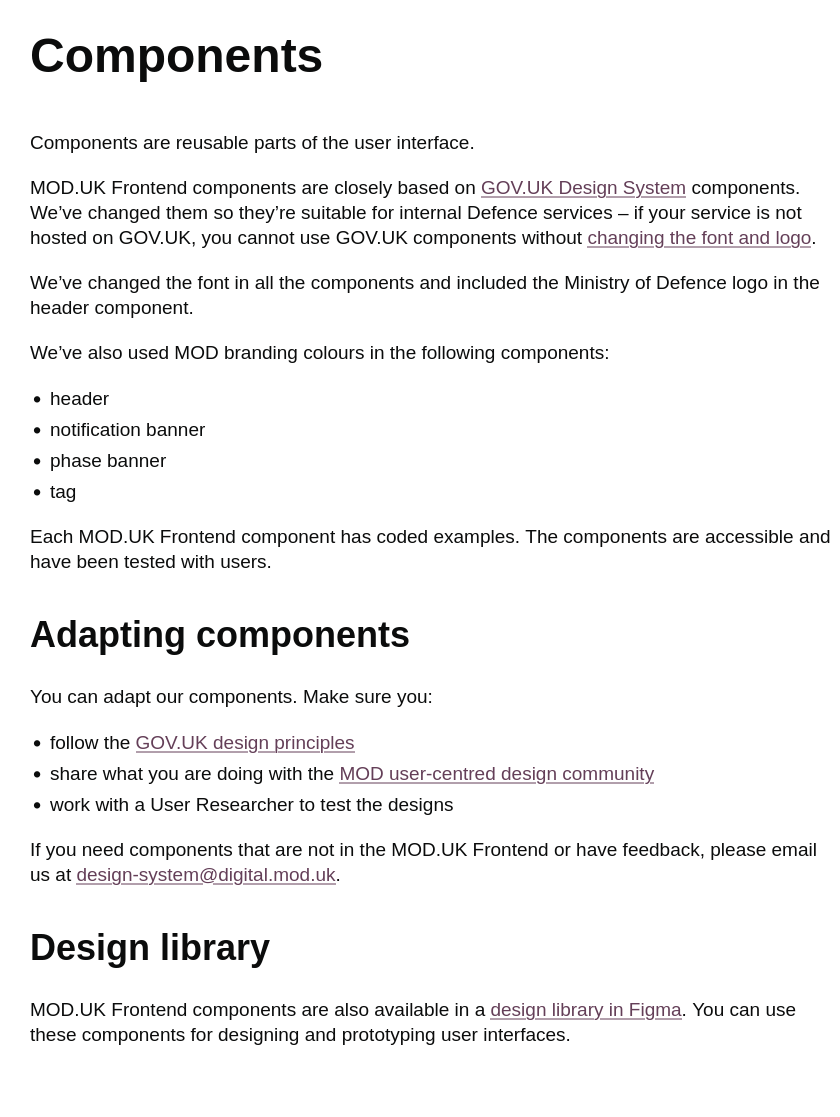 Components
Components are reusable parts of the user interface.
MOD.UK Frontend components are closely based on GOV.UK Design System components.
We’ve changed them so they’re suitable for internal Defence services – if your service is not
hosted on GOV.UK, you cannot use GOV.UK components without changing the font and logo.
We’ve changed the font in all the components and included the Ministry of Defence logo in the
header component.
We’ve also used MOD branding colours in the following components:
• header
• notification banner
• phase banner
• tag
Each MOD.UK Frontend component has coded examples. The components are accessible and
have been tested with users.
Adapting components
You can adapt our components. Make sure you:
• follow the GOV.UK design principles
• share what you are doing with the MOD user-centred design community
• work with a User Researcher to test the designs
If you need components that are not in the MOD.UK Frontend or have feedback, please email
us at design-system@digital.mod.uk.
Design library
MOD.UK Frontend components are also available in a design library in Figma. You can use
these components for designing and prototyping user interfaces.